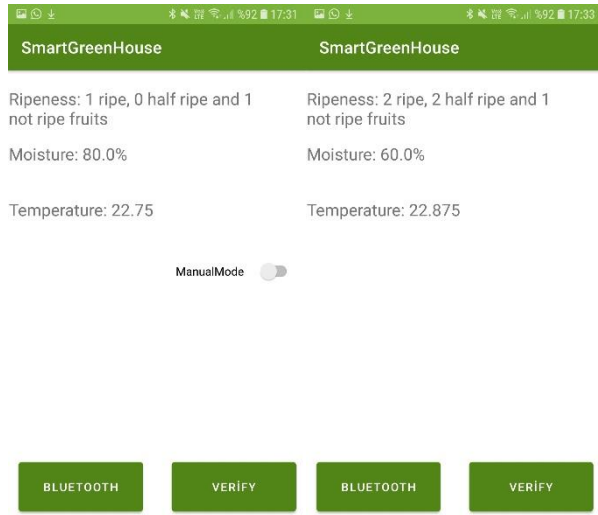 %92 17:31
SmartGreenHouse
Ripeness: 1 ripe, 0 half ripe and 1
not ripe fruits
Moisture: 80.0%
Temperature: 22.75
ManualMode
BLUETOOTH
VERİFY
%92 17:33
SmartGreenHouse
Ripeness: 2 ripe, 2 half ripe and 1
not ripe fruits
Moisture: 60.0%
Temperature: 22.875
BLUETOOTH
VERİFY